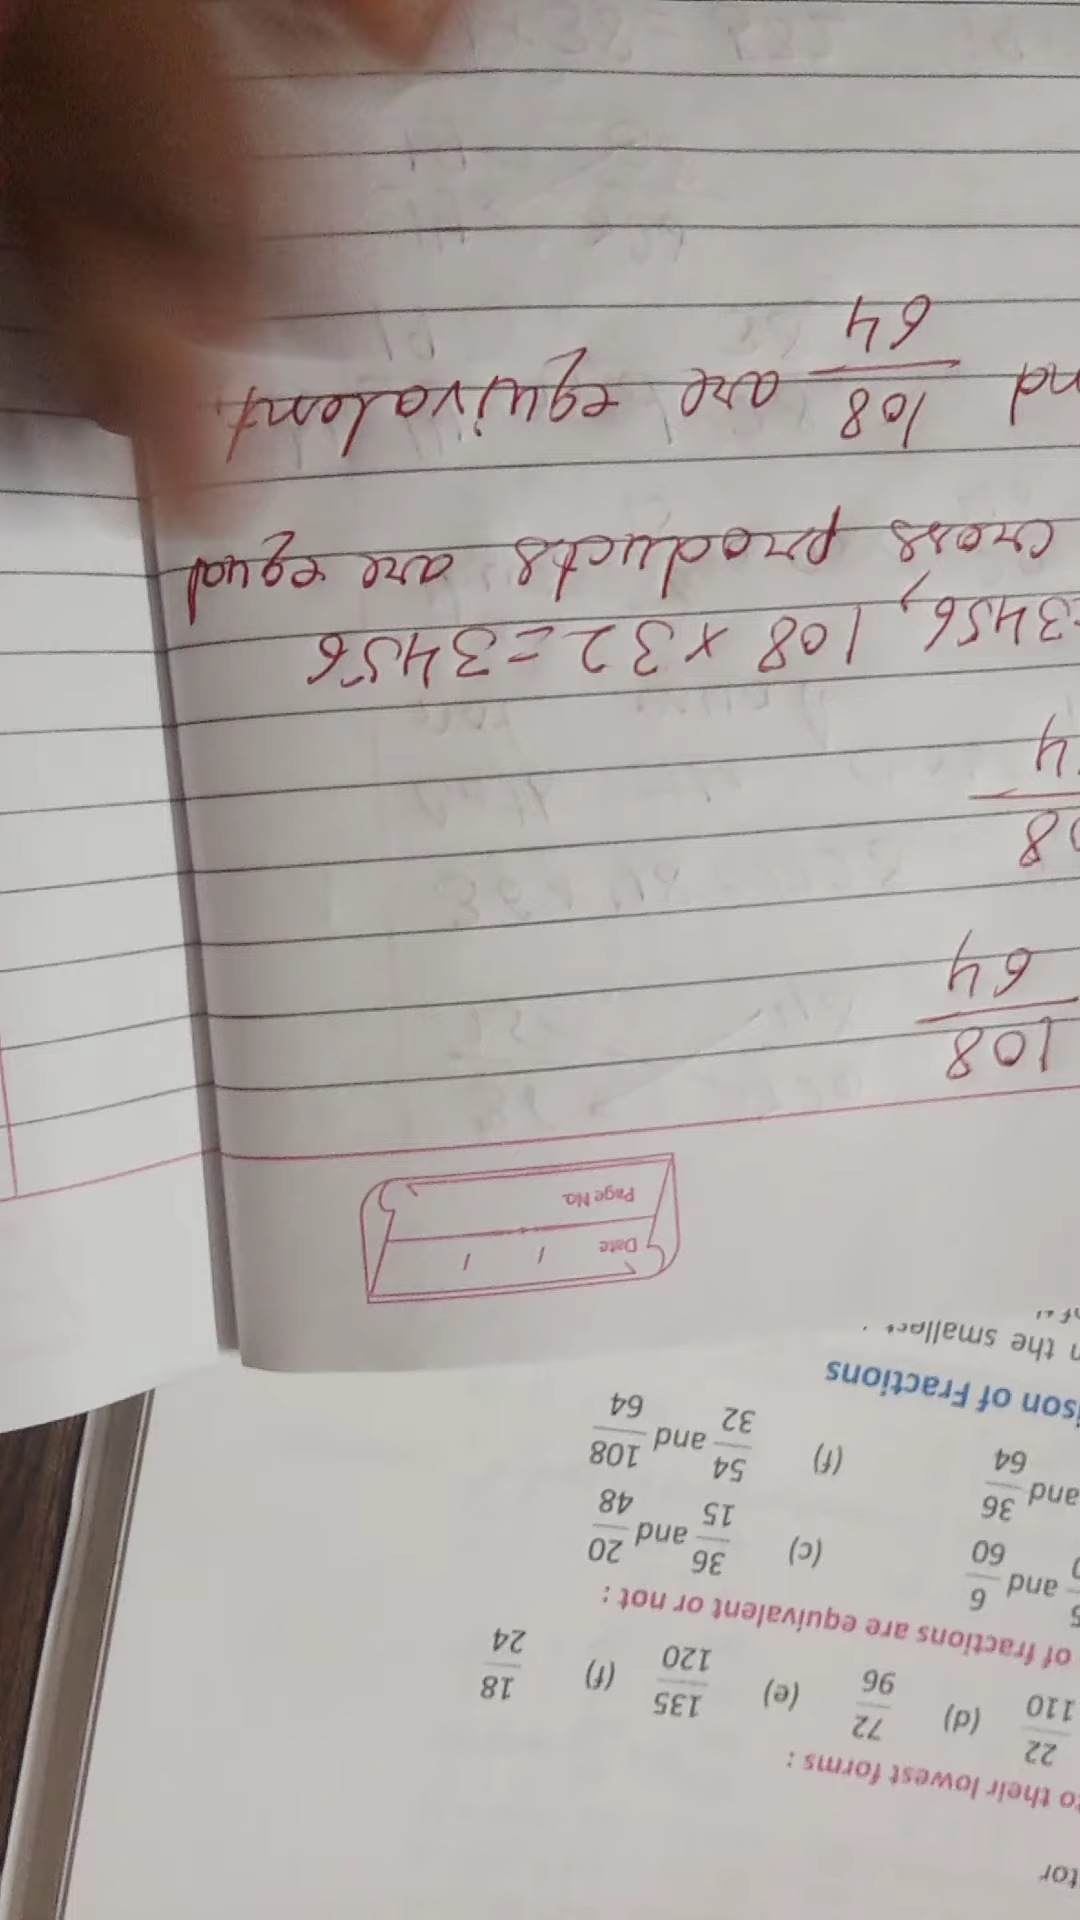 tor
to their lowest forms :
22/110 (d) 72/96 (e) 135/120 (f) 18/24
of fractions are equivalent or not :
and 6/60 (c) 36/15 and 20/48
and 36/64 (f) 54/32 and 108/64
son of Fractions
the
Date / /
Page No.
108
64
8
4
3456, 108 × 32 = 3456
cross products are equal
nd 108/64 are equivalent